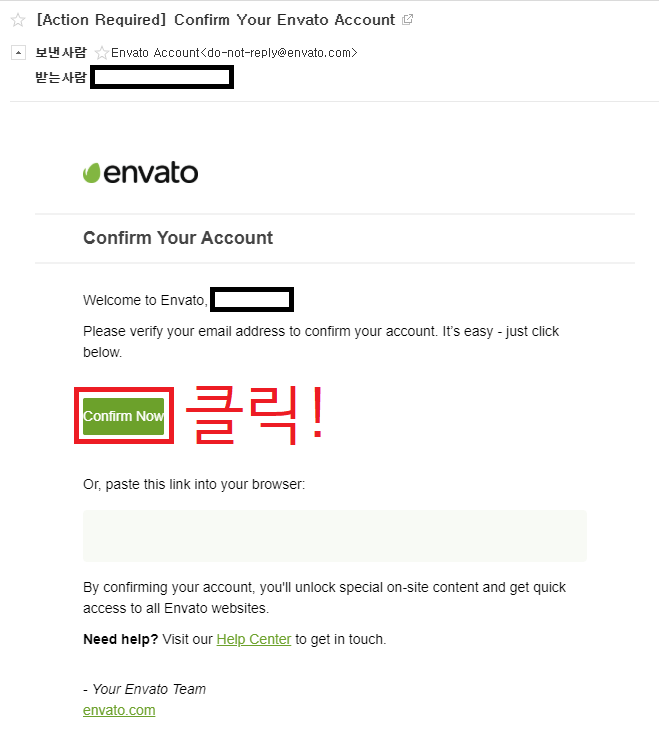 [Action Required] Confirm Your Envato Account
보낸사람 Envato Account<do-not-reply@envato.com>
받는사람
envato
Confirm Your Account
Welcome to Envato,
Please verify your email address to confirm your account. It's easy - just click
below.
Confirm Now 클릭!
Or, paste this link into your browser:
By confirming your account, you'll unlock special on-site content and get quick
access to all Envato websites.
Need help? Visit our Help Center to get in touch.
- Your Envato Team
envato.com